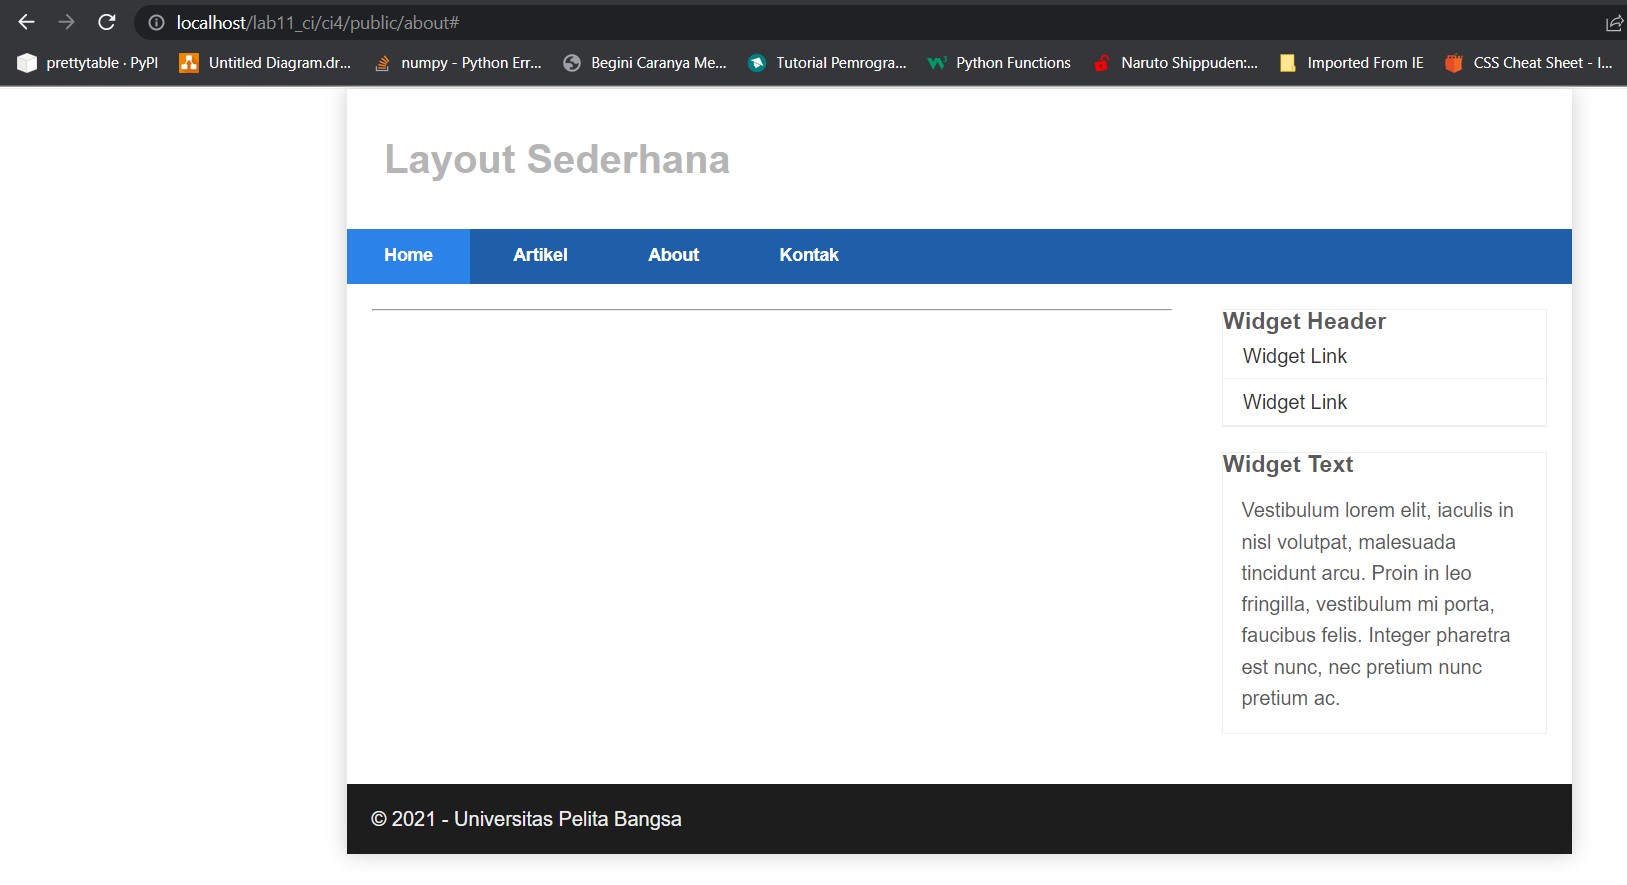 localhost/lab11_ci/ci4/public/about#
prettytable · PyPI
Untitled Diagram.dr...
numpy - Python Err...
Begini Caranya Me...
Tutorial Pemrogra...
Python Functions
Naruto Shippuden:...
Imported From IE
CSS Cheat Sheet - I...
Layout Sederhana
Home Artikel About Kontak
Widget Header
Widget Link
Widget Link
Widget Text
Vestibulum lorem elit, iaculis in
nisl volutpat, malesuada
tincidunt arcu. Proin in leo
fringilla, vestibulum mi porta,
faucibus felis. Integer pharetra
est nunc, nec pretium nunc
pretium ac.
© 2021 - Universitas Pelita Bangsa